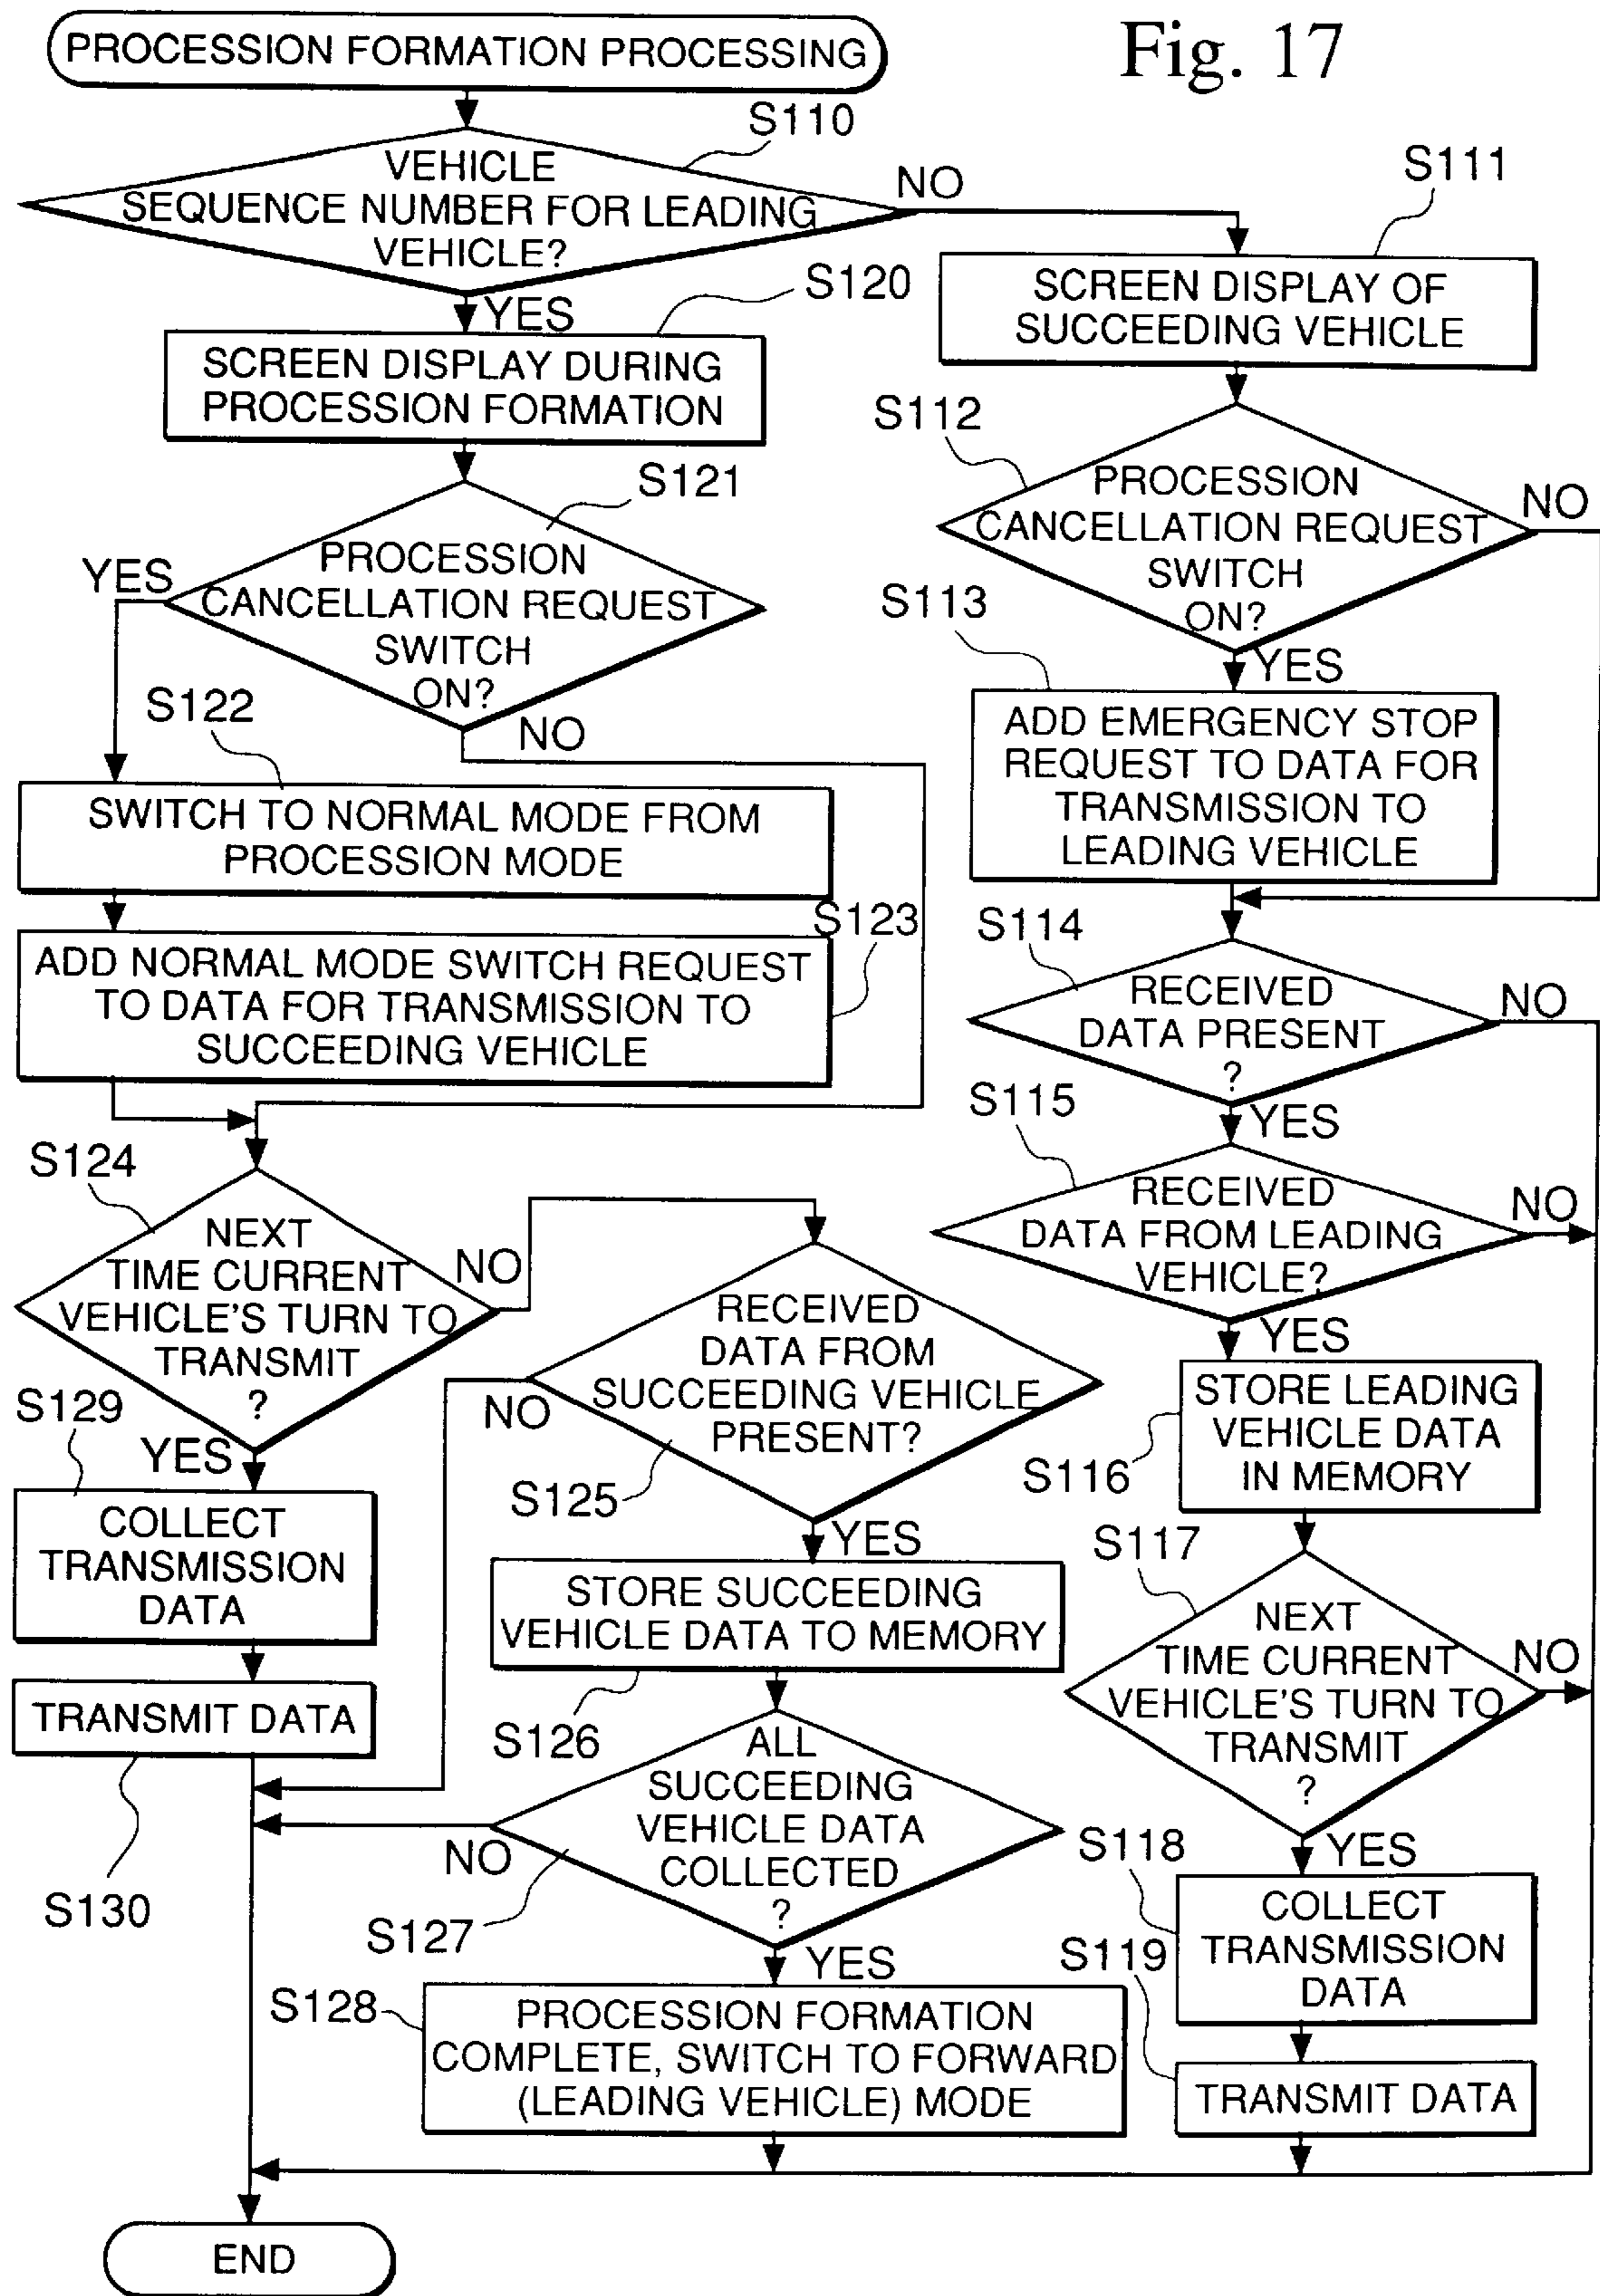 Fig. 17
PROCESSION FORMATION PROCESSING
S110
VEHICLE
SEQUENCE NUMBER FOR LEADING
VEHICLE?
NO
YES
S120
SCREEN DISPLAY DURING
PROCESSION FORMATION
S121
PROCESSION
CANCELLATION REQUEST
SWITCH
ON?
YES
NO
S122
SWITCH TO NORMAL MODE FROM
PROCESSION MODE
S123
ADD NORMAL MODE SWITCH REQUEST
TO DATA FOR TRANSMISSION TO
SUCCEEDING VEHICLE
S124
NEXT
TIME CURRENT
VEHICLE'S TURN TO
TRANSMIT
?
NO
YES
S129
COLLECT
TRANSMISSION
DATA
TRANSMIT DATA
S130
RECEIVED
DATA FROM
SUCCEEDING VEHICLE
PRESENT?
NO
S125
YES
STORE SUCCEEDING
VEHICLE DATA TO MEMORY
S126
ALL
SUCCEEDING
VEHICLE DATA
COLLECTED
?
NO
S127
YES
S128
PROCESSION FORMATION
COMPLETE, SWITCH TO FORWARD
(LEADING VEHICLE) MODE
S111
SCREEN DISPLAY OF
SUCCEEDING VEHICLE
S112
PROCESSION
CANCELLATION REQUEST
SWITCH
ON?
NO
YES
S113
ADD EMERGENCY STOP
REQUEST TO DATA FOR
TRANSMISSION TO
LEADING VEHICLE
S114
RECEIVED
DATA PRESENT
?
NO
YES
S115
RECEIVED
DATA FROM LEADING
VEHICLE?
NO
YES
STORE LEADING
VEHICLE DATA
IN MEMORY
S116
S117
NEXT
TIME CURRENT
VEHICLE'S TURN TO
TRANSMIT
?
NO
YES
S118
COLLECT
TRANSMISSION
DATA
S119
TRANSMIT DATA
END